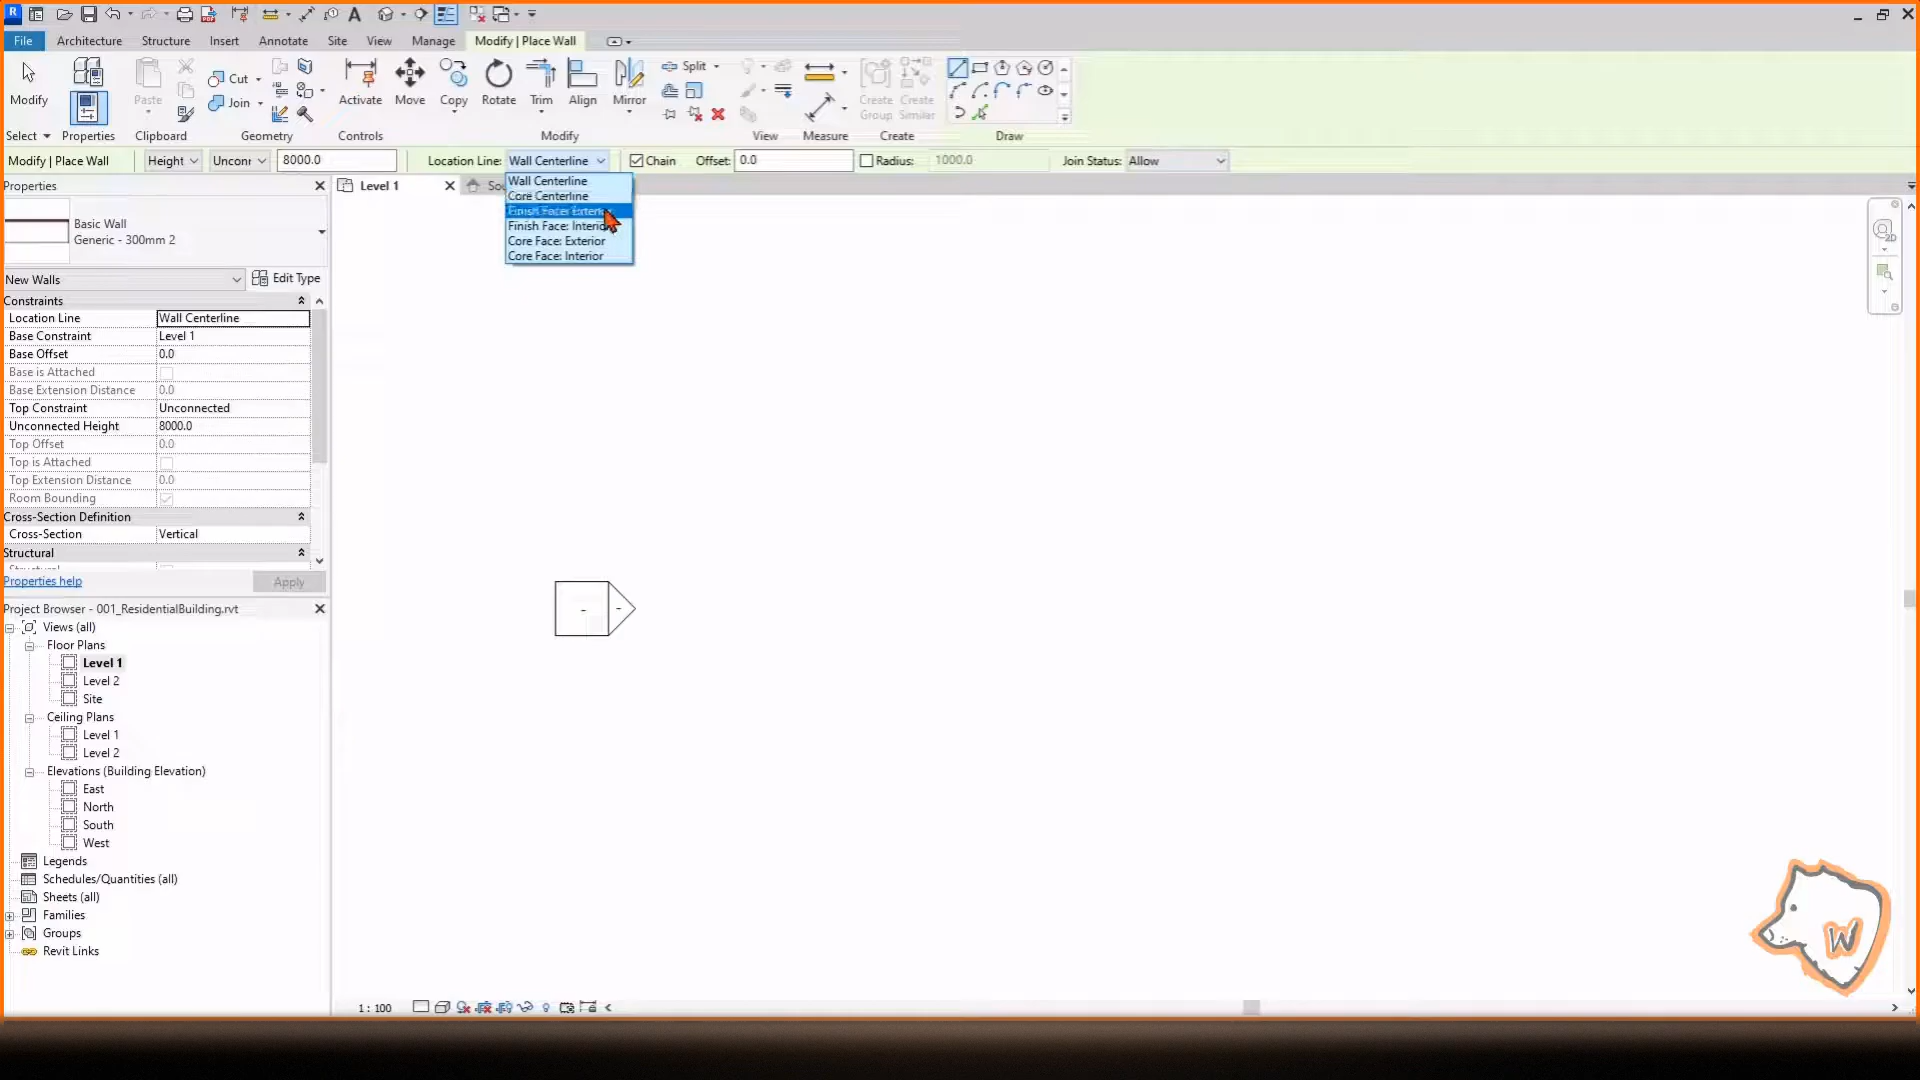 File Architecture Structure Insert Annotate Site View Manage Modify | Place Wall
Modify
Paste
Cut
Join
Activate Move Copy Rotate Trim Align Mirror
Split
Create Group
Create Similar
Select Properties Clipboard Geometry Controls Modify View Measure Create Draw
Modify | Place Wall Height Unconr 8000.0 Location Line: Wall Centerline Chain Offset: 0.0 Radius: 1000.0 Join Status: Allow
Wall Centerline
Core Centerline
Finish Face: Exterior
Finish Face: Interior
Core Face: Exterior
Core Face: Interior
Properties
Level 1
Sou
Basic Wall
Generic - 300mm 2
New Walls Edit Type
Constraints
Location Line Wall Centerline
Base Constraint Level 1
Base Offset 0.0
Base is Attached
Base Extension Distance 0.0
Top Constraint Unconnected
Unconnected Height 8000.0
Top Offset 0.0
Top is Attached
Top Extension Distance 0.0
Room Bounding
Cross-Section Definition
Cross-Section Vertical
Structural
Properties help Apply
Project Browser - 001_ResidentialBuilding.rvt
Views (all)
Floor Plans
Level 1
Level 2
Site
Ceiling Plans
Level 1
Level 2
Elevations (Building Elevation)
East
North
South
West
Legends
Schedules/Quantities (all)
Sheets (all)
Families
Groups
Revit Links
1 : 100
W